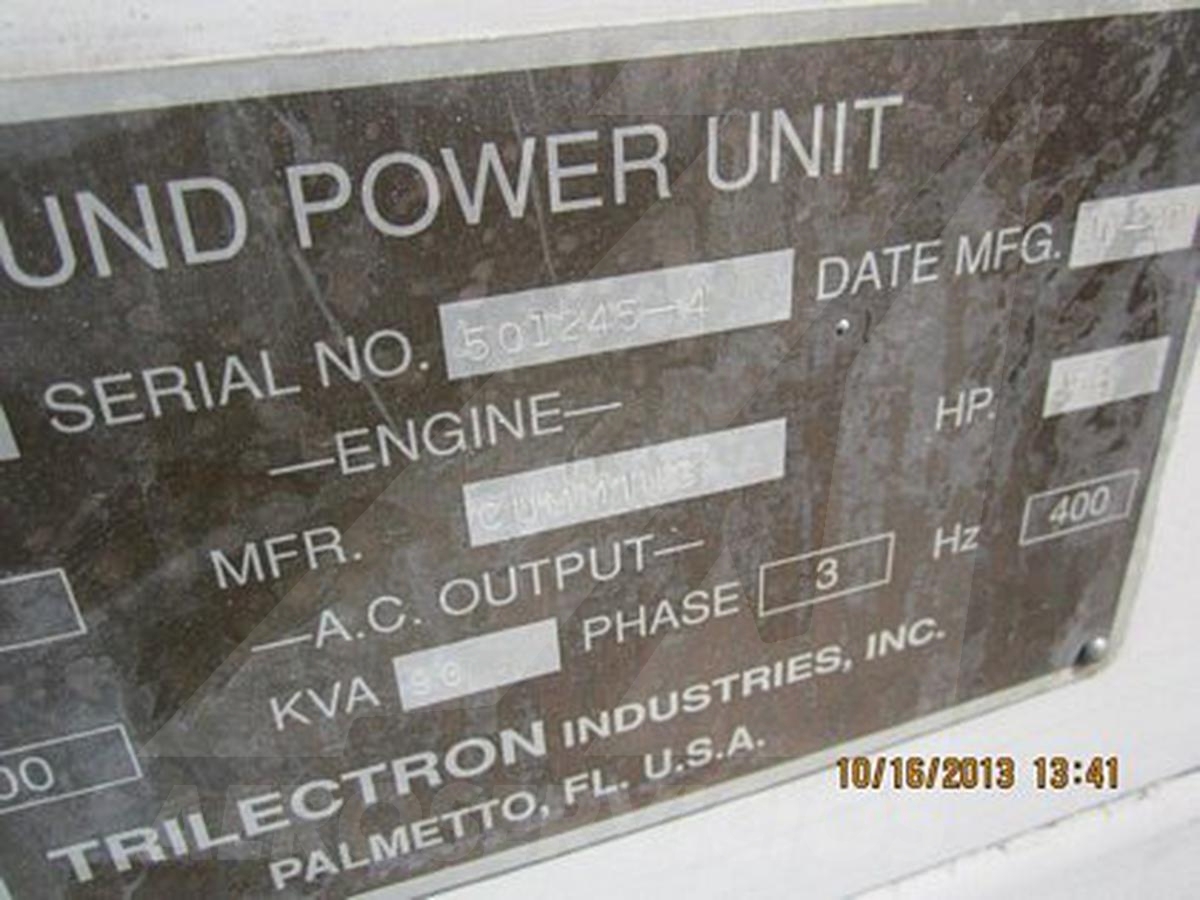 UND POWER UNIT
SERIAL NO. 501245-4 DATE MFG.
—ENGINE—
MFR. CUMMINS HP.
—A.C. OUTPUT—
KVA 90 PHASE 3 Hz 400
00
TRILECTRON INDUSTRIES, INC.
PALMETTO, FL. U.S.A.
10/16/2013 13:41